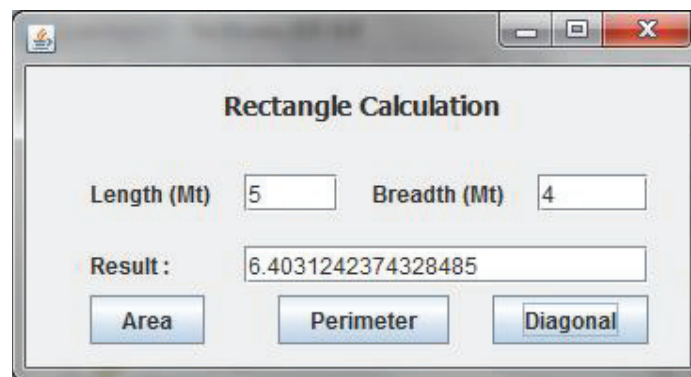 Rectangle Calculation
Length (Mt) 5 Breadth (Mt) 4
Result : 6.4031242374328485
Area Perimeter Diagonal